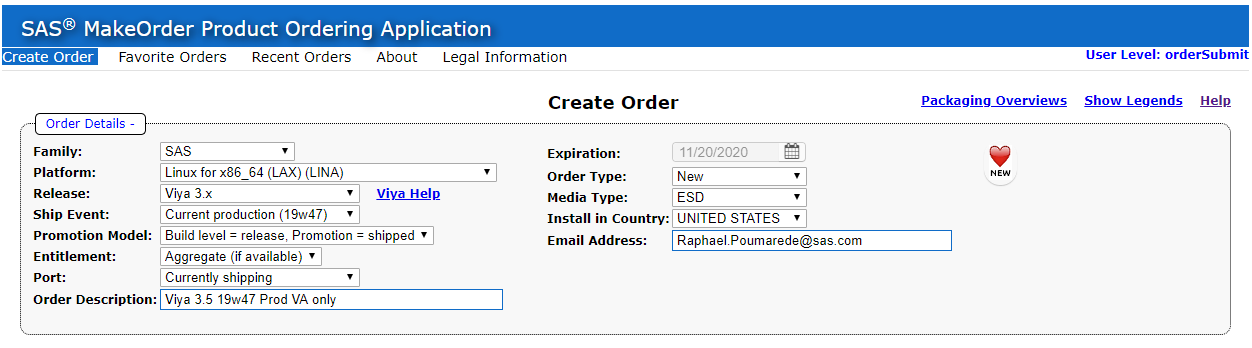 SAS® MakeOrder Product Ordering Application
Create Order Favorite Orders Recent Orders About Legal Information User Level: orderSubmit
Create Order Packaging Overviews Show Legends Help
Order Details -
Family: SAS Expiration: 11/20/2020
Platform: Linux for x86_64 (LAX) (LINA) Order Type: New
Release: Viya 3.x Viya Help Media Type: ESD
Ship Event: Current production (19w47) Install in Country: UNITED STATES
Promotion Model: Build level = release, Promotion = shipped Email Address: Raphael.Poumarede@sas.com
Entitlement: Aggregate (if available)
Port: Currently shipping
Order Description: Viya 3.5 19w47 Prod VA only
NEW